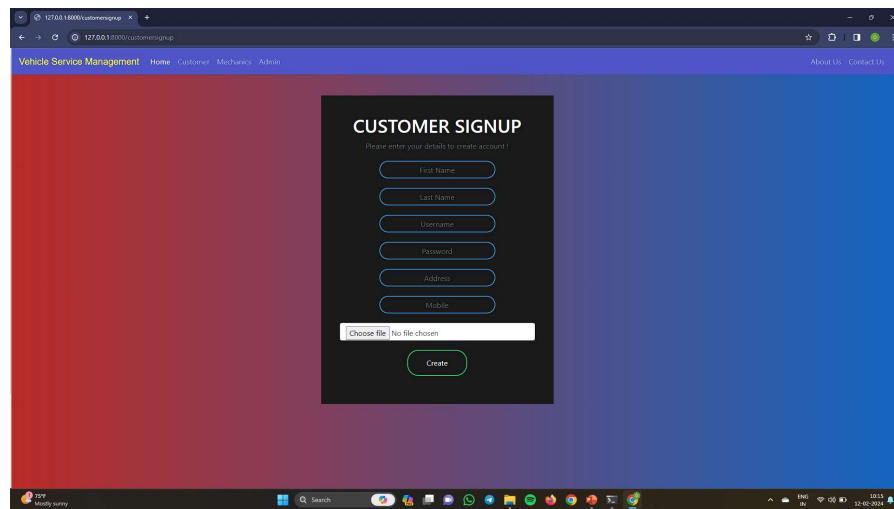 127.0.0.1:8000/customersignup
127.0.0.1:8000/customersignup
Vehicle Service Management Home Customer Mechanics Admin About Us Contact Us
CUSTOMER SIGNUP
Please enter your details to create account !
First Name
Last Name
Username
Password
Address
Mobile
Choose file No file chosen
Create
75°F
Mostly sunny
Search
ENG
IN
10:15
12-02-2024